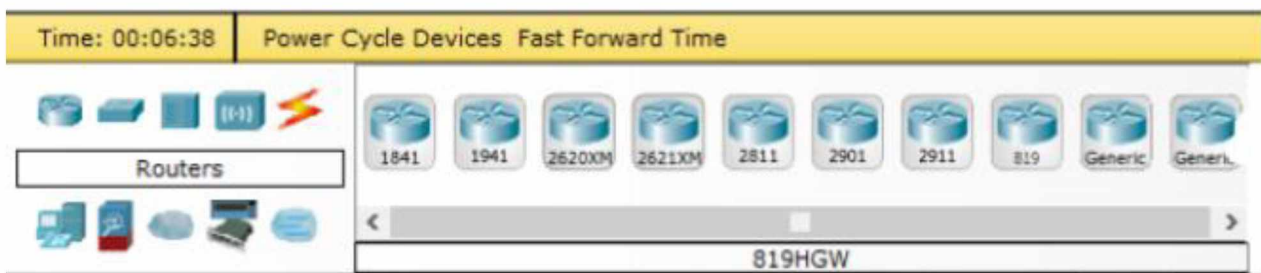 Time: 00:06:38 Power Cycle Devices Fast Forward Time
1841 1941 2620XM 2621XM 2811 2901 2911 819 Generic Generic
Routers
819HGW